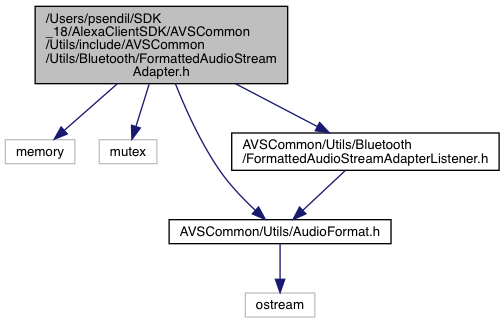 /Users/psendil/SDK
_18/AlexaClientSDK/AVSCommon
/Utils/include/AVSCommon
/Utils/Bluetooth/FormattedAudioStream
Adapter.h
memory
mutex
AVSCommon/Utils/Bluetooth
/FormattedAudioStreamAdapterListener.h
AVSCommon/Utils/AudioFormat.h
ostream